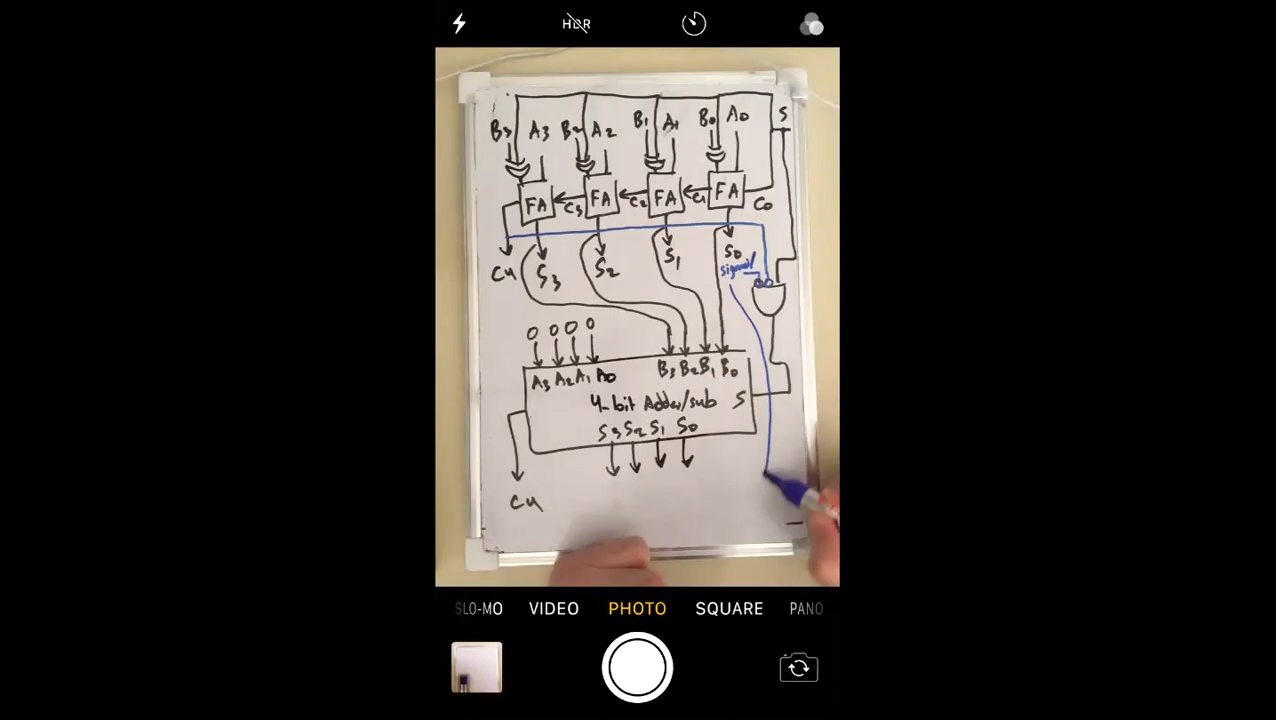 HDR
S
B3 A3 B2 A2 B1 A1 B0 A0
FA C3 FA C2 FA C1 FA C0
C4 S3 S2 S1 S0
signal
0 0 0 0
A3 A2 A1 A0 B3 B2 B1 B0
4-bit Adder/sub S
S3 S2 S1 S0
C4
SLO-MO VIDEO PHOTO SQUARE PANO